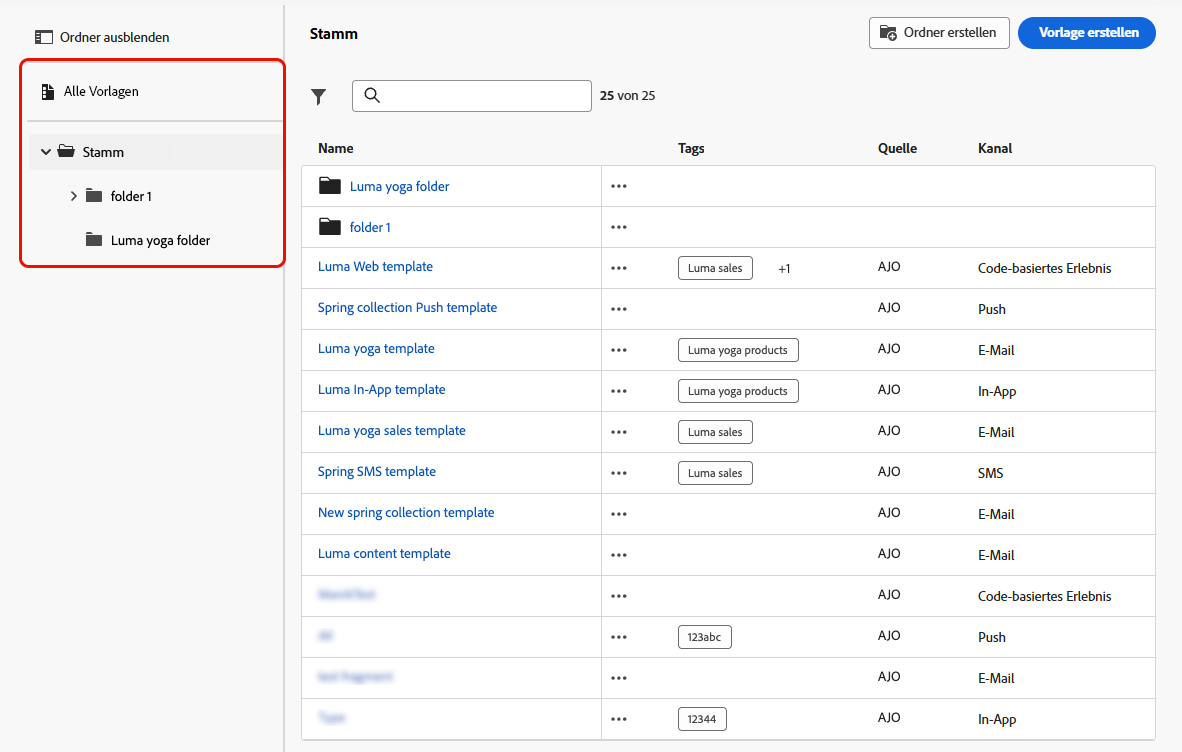 Ordner ausblenden
Alle Vorlagen
Stamm
folder 1
Luma yoga folder
Stamm
Ordner erstellen
Vorlage erstellen
25 von 25
Name Tags Quelle Kanal
Luma yoga folder
folder 1
Luma Web template Luma sales +1 AJO Code-basiertes Erlebnis
Spring collection Push template AJO Push
Luma yoga template Luma yoga products AJO E-Mail
Luma In-App template Luma yoga products AJO In-App
Luma yoga sales template Luma sales AJO E-Mail
Spring SMS template Luma sales AJO SMS
New spring collection template AJO E-Mail
Luma content template AJO E-Mail
AJO Code-basiertes Erlebnis
123abc AJO Push
AJO E-Mail
12344 AJO In-App